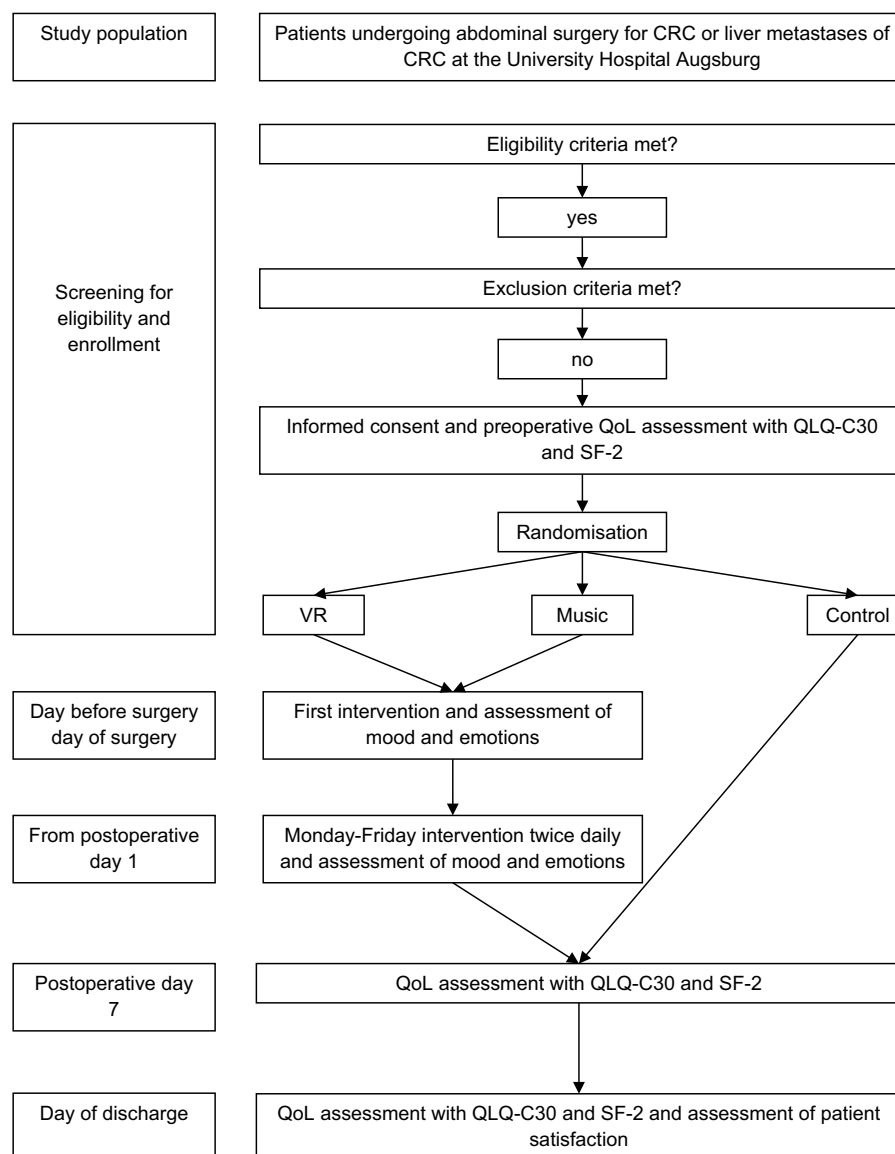 Study population
Patients undergoing abdominal surgery for CRC or liver metastases of
CRC at the University Hospital Augsburg
Screening for
eligibility and
enrollment
Eligibility criteria met?
yes
Exclusion criteria met?
no
Informed consent and preoperative QoL assessment with QLQ-C30
and SF-2
Randomisation
VR
Music
Control
Day before surgery
day of surgery
First intervention and assessment of
mood and emotions
From postoperative
day 1
Monday-Friday intervention twice daily
and assessment of mood and emotions
Postoperative day
7
QoL assessment with QLQ-C30 and SF-2
Day of discharge
QoL assessment with QLQ-C30 and SF-2 and assessment of patient
satisfaction